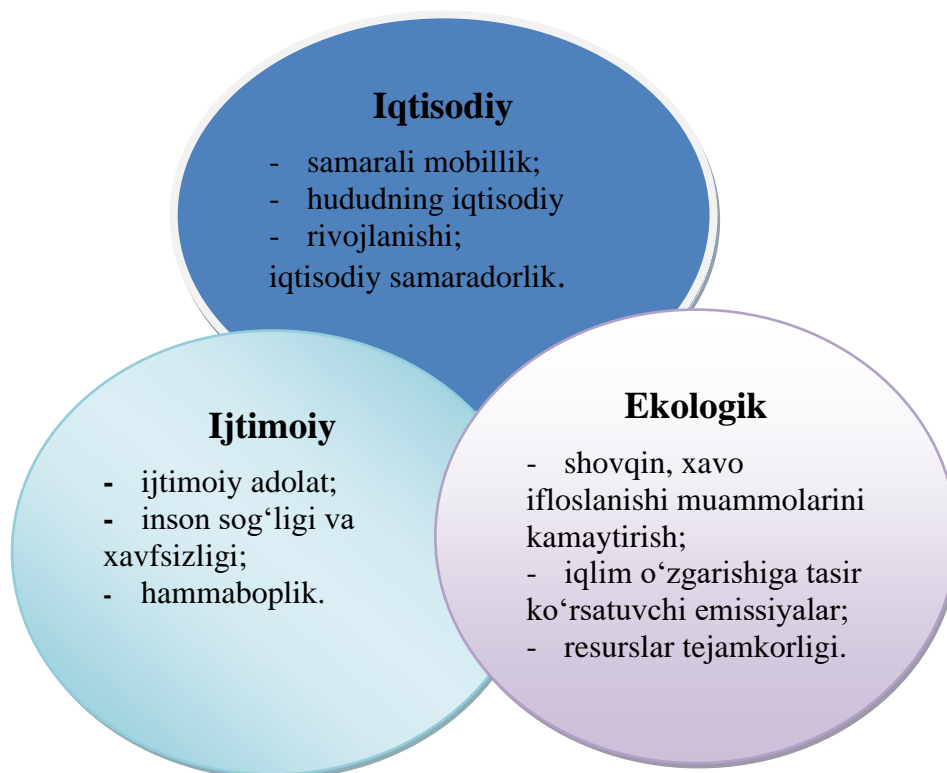 Iqtisodiy
- samarali mobillik;
- hududning iqtisodiy
- rivojlanishi;
iqtisodiy samaradorlik.
Ijtimoiy
- ijtimoiy adolat;
- inson sog‘ligi va
xavfsizligi;
- hammaboplik.
Ekologik
- shovqin, xavo
ifloslanishi muammolarini
kamaytirish;
- iqlim o‘zgarishiga tasir
ko‘rsatuvchi emissiyalar;
- resurslar tejamkorligi.